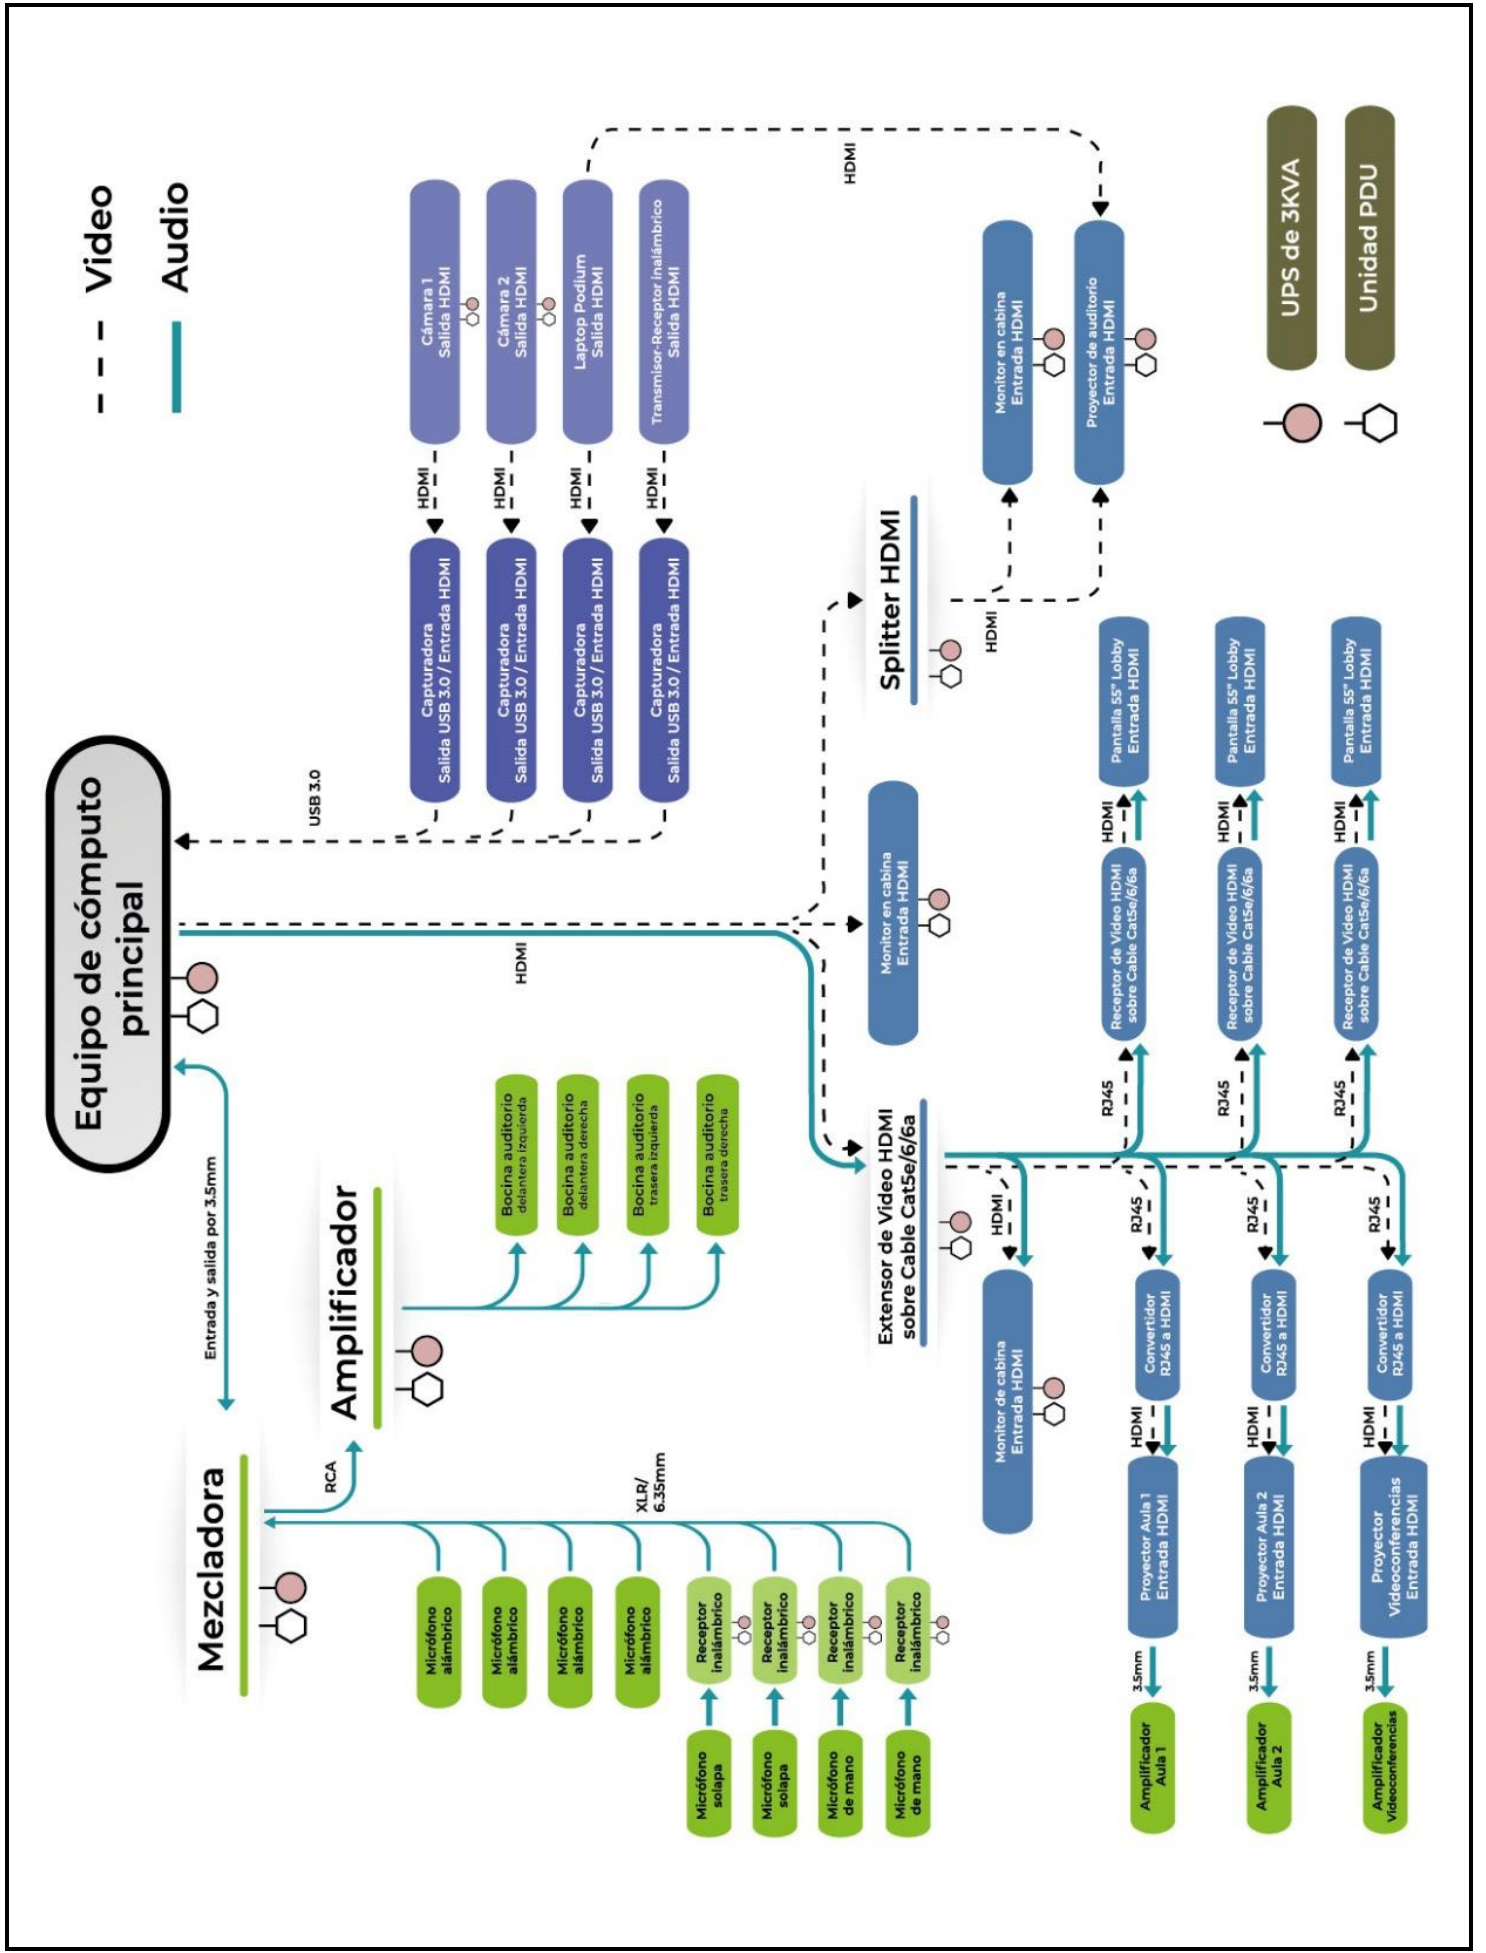 Equipo de cómputo
principal
Video
Audio
Entrada y salida por 3.5mm
USB 3.0
HDMI
Mezcladora
RCA
Amplificador
XLR/
6.35mm
Micrófono
alámbrico
Micrófono
alámbrico
Micrófono
alámbrico
Micrófono
alámbrico
Micrófono
solapa
Receptor
inalámbrico
Micrófono
solapa
Receptor
inalámbrico
Micrófono
de mano
Receptor
inalámbrico
Micrófono
de mano
Receptor
inalámbrico
Bocina auditorio
delantera izquierda
Bocina auditorio
delantera derecha
Bocina auditorio
trasera izquierda
Bocina auditorio
trasera derecha
Capturadora
Salida USB 3.0 / Entrada HDMI
HDMI
Cámara 1
Salida HDMI
Capturadora
Salida USB 3.0 / Entrada HDMI
HDMI
Cámara 2
Salida HDMI
Capturadora
Salida USB 3.0 / Entrada HDMI
HDMI
Laptop Podium
Salida HDMI
Capturadora
Salida USB 3.0 / Entrada HDMI
HDMI
Transmisor-Receptor inalámbrico
Salida HDMI
HDMI
Extensor de Video HDMI
sobre Cable Cat5e/6/6a
Monitor en cabina
Entrada HDMI
Splitter HDMI
HDMI
Monitor en cabina
Entrada HDMI
Proyector de auditorio
Entrada HDMI
Monitor de cabina
Entrada HDMI
HDMI
Amplificador
Aula 1
3.5mm
Proyector Aula 1
Entrada HDMI
HDMI
Convertidor
RJ45 a HDMI
RJ45
RJ45
Receptor de Video HDMI
sobre Cable Cat5e/6/6a
HDMI
Pantalla 55" Lobby
Entrada HDMI
Amplificador
Aula 2
3.5mm
Proyector Aula 2
Entrada HDMI
HDMI
Convertidor
RJ45 a HDMI
RJ45
RJ45
Receptor de Video HDMI
sobre Cable Cat5e/6/6a
HDMI
Pantalla 55" Lobby
Entrada HDMI
Amplificador
Videoconferencias
3.5mm
Proyector
Videoconferencias
Entrada HDMI
HDMI
Convertidor
RJ45 a HDMI
RJ45
RJ45
Receptor de Video HDMI
sobre Cable Cat5e/6/6a
HDMI
Pantalla 55" Lobby
Entrada HDMI
UPS de 3KVA
Unidad PDU